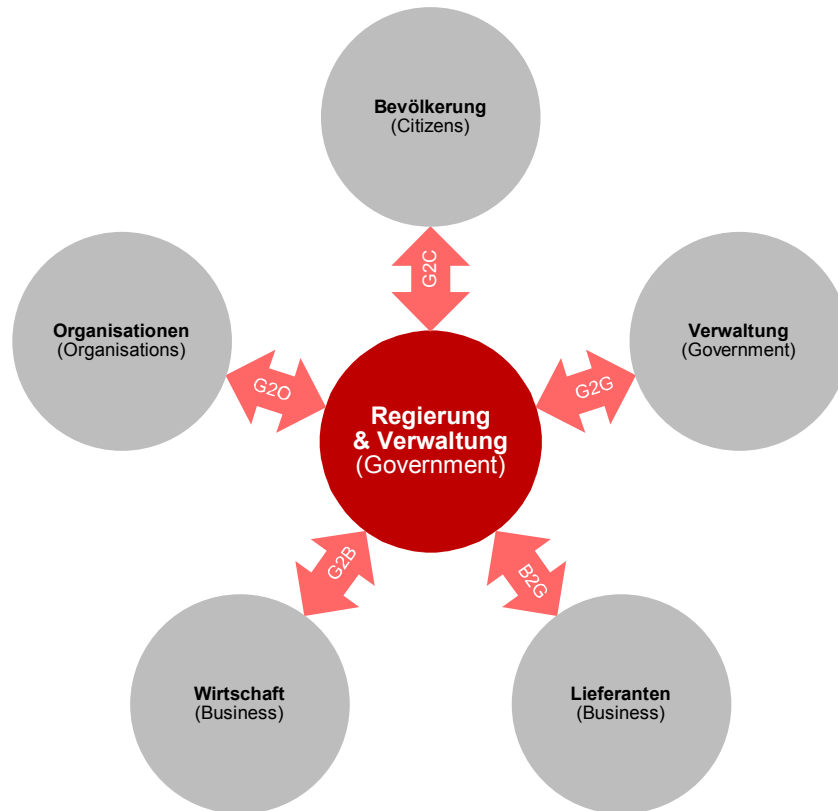 Bevölkerung
(Citizens)
G2C
Organisationen
(Organisations)
Verwaltung
(Government)
G2O
G2G
Regierung
& Verwaltung
(Government)
G2B
B2G
Wirtschaft
(Business)
Lieferanten
(Business)